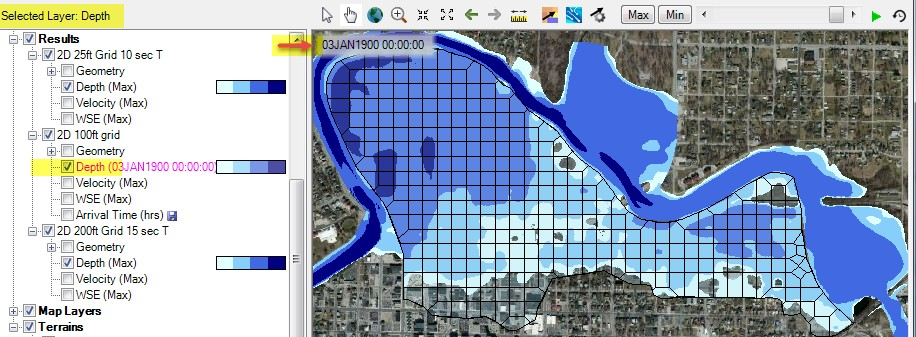 Selected Layer: Depth
Max Min
03JAN1900 00:00:00
Results
2D 25ft Grid 10 sec T
Geometry
Depth (Max)
Velocity (Max)
WSE (Max)
2D 100ft grid
Geometry
Depth (03JAN1900 00:00:00
Velocity (Max)
WSE (Max)
Arrival Time (hrs)
2D 200ft Grid 15 sec T
Geometry
Depth (Max)
Velocity (Max)
WSE (Max)
Map Layers
Terrains